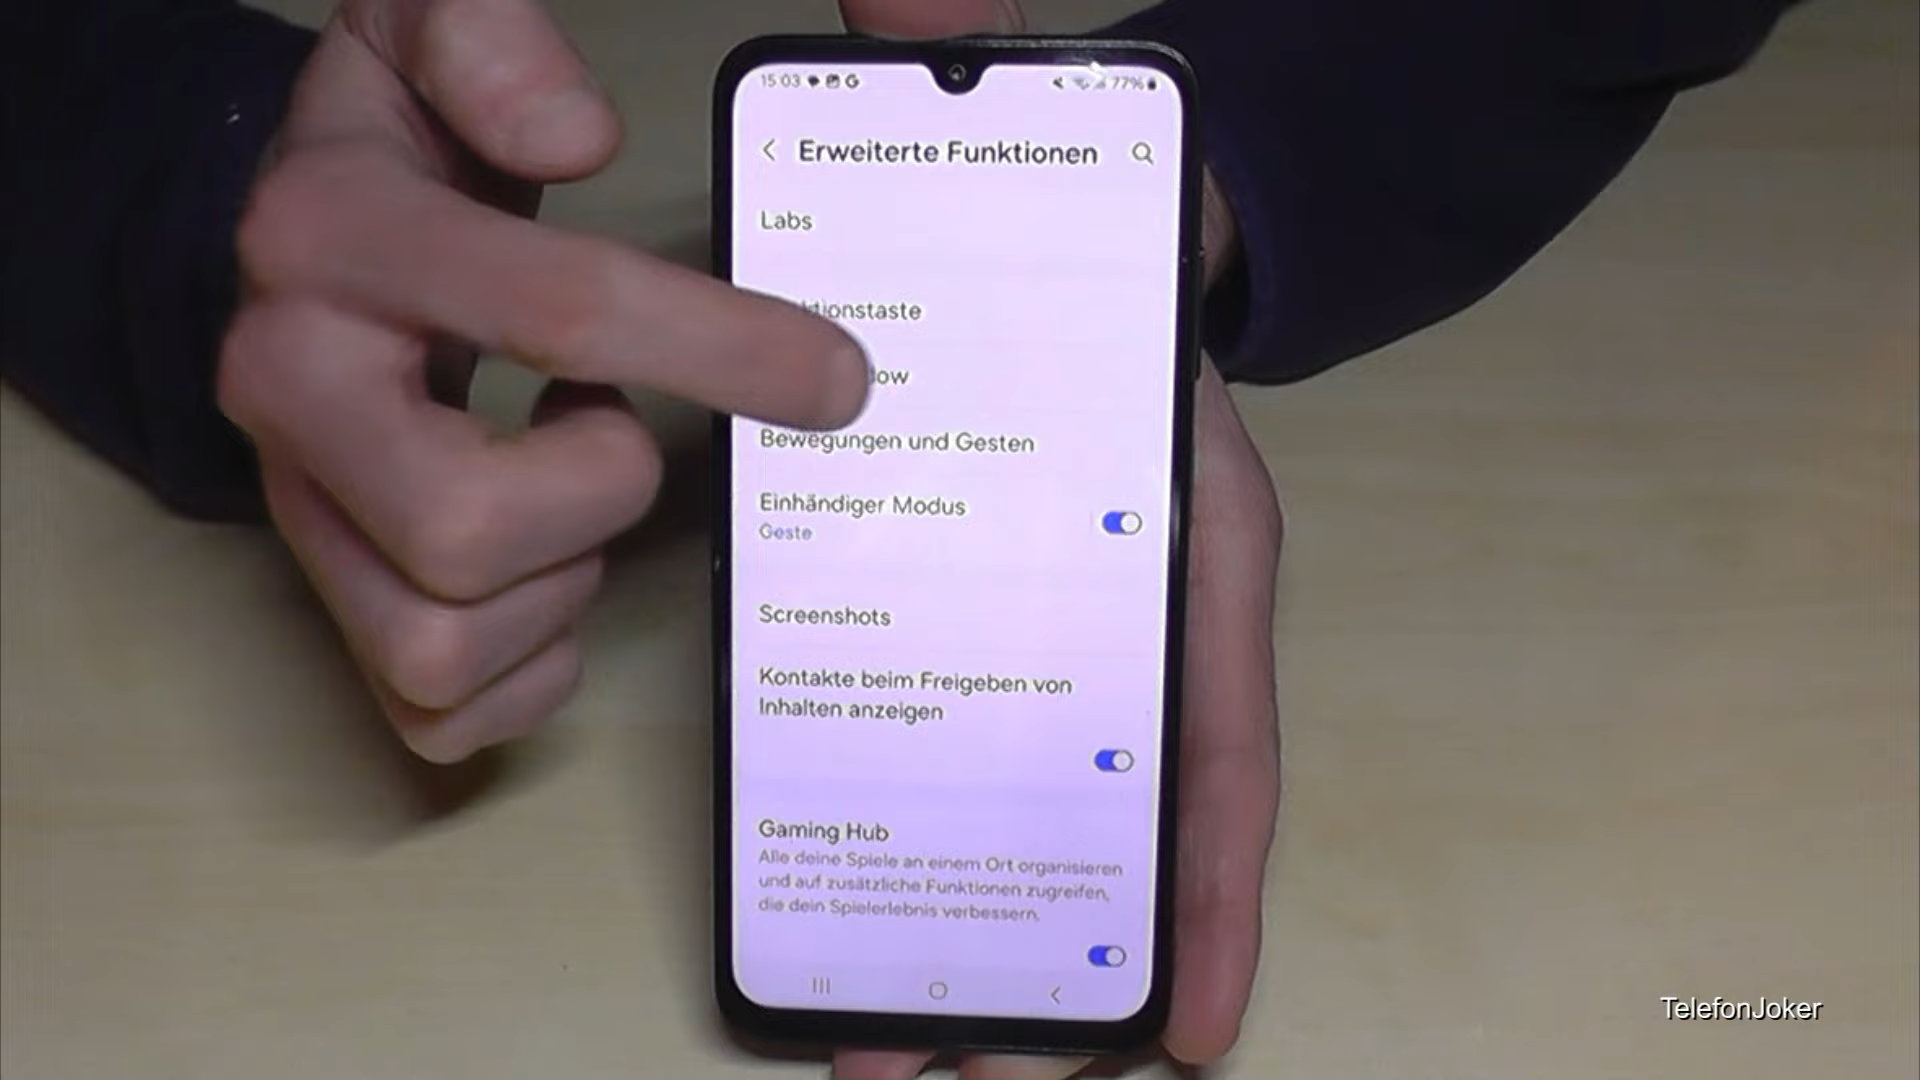 15:03 G 77%
Erweiterte Funktionen
Labs
tionstaste
low
Bewegungen und Gesten
Einhändiger Modus
Geste
Screenshots
Kontakte beim Freigeben von
Inhalten anzeigen
Gaming Hub
Alle deine Spiele an einem Ort organisieren
und auf zusätzliche Funktionen zugreifen,
die dein Spielerlebnis verbessern.
TelefonJoker